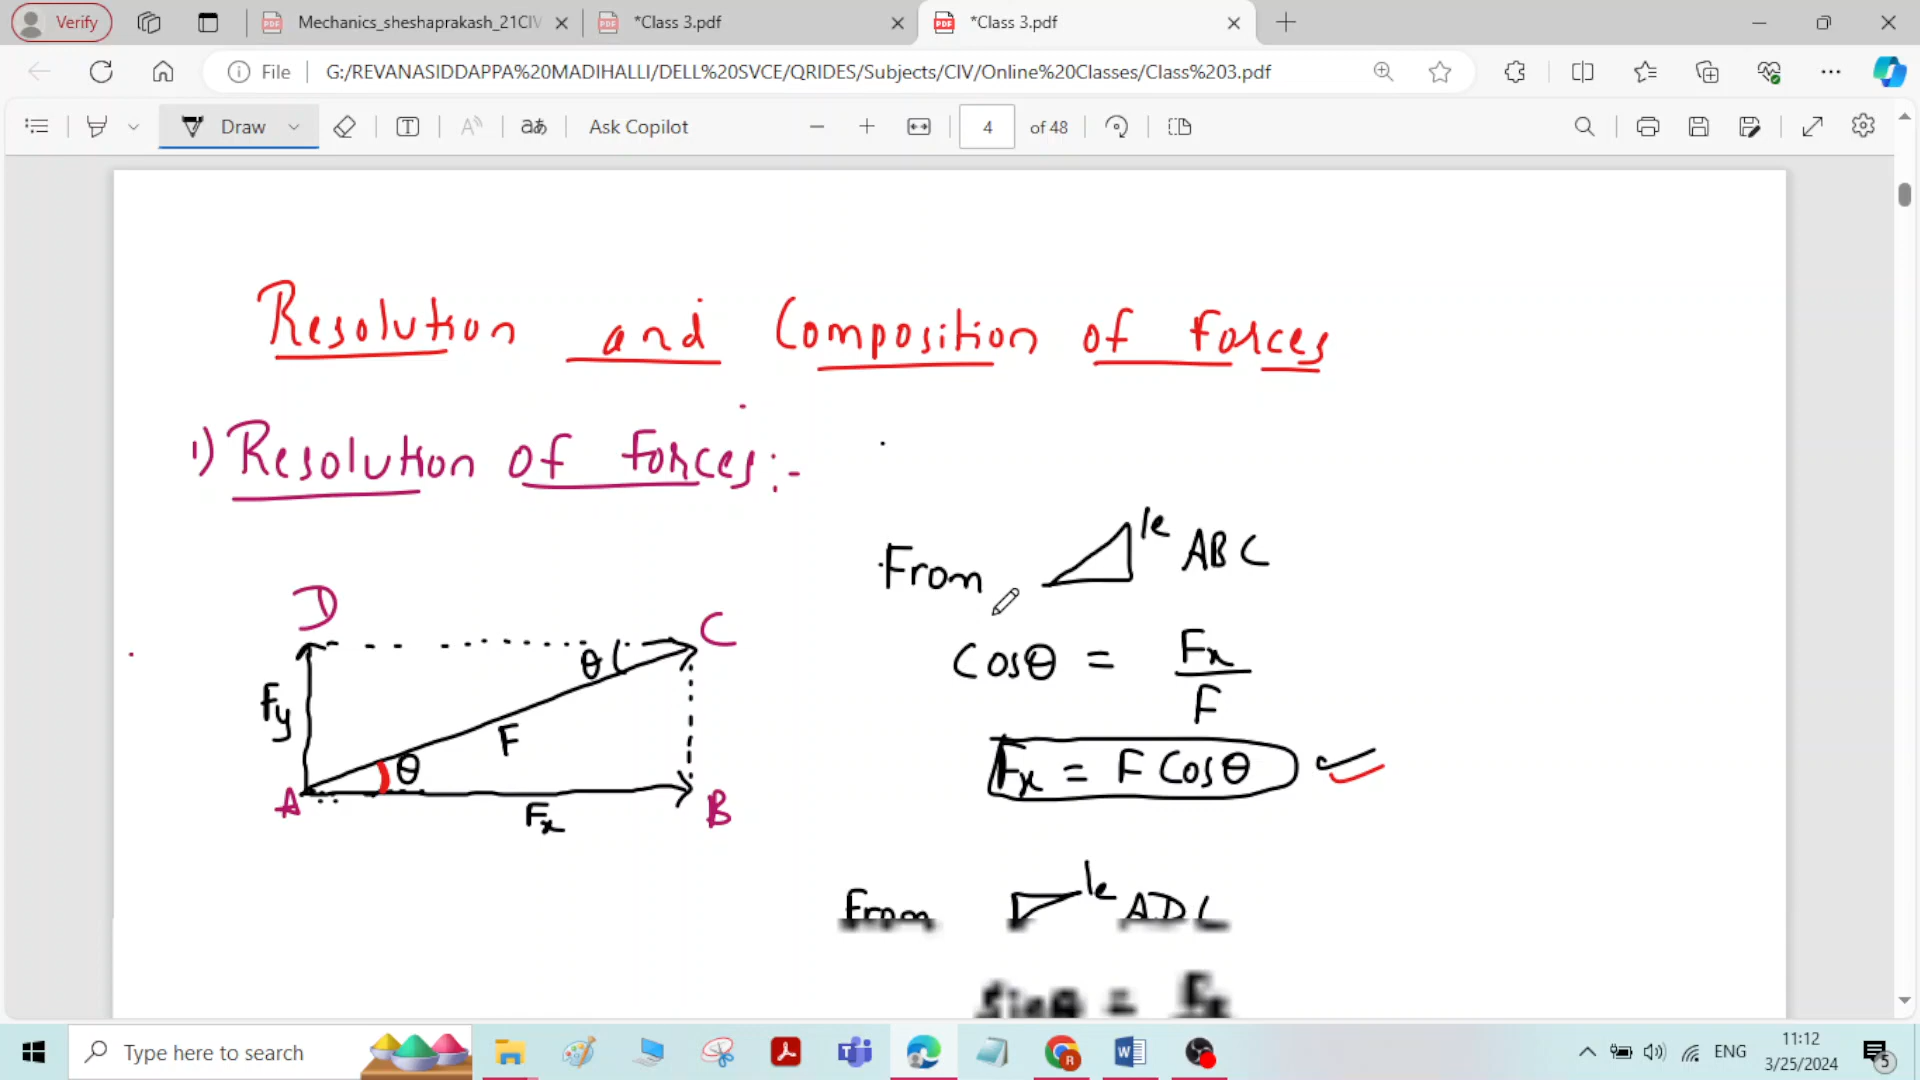 Verify
Mechanics_sheshaprakash_21CIV
*Class 3.pdf
*Class 3.pdf
File
G:/REVANASIDDAPPA%20MADIHALLI/DELL%20SVCE/QRIDES/Subjects/CIV/Online%20Classes/Class%203.pdf
Draw
Ask Copilot
4 of 48
Resolution and Composition of Forces
1) Resolution of Forces:-
From le ABC
D
C
θ
Cosθ = Fx
F
Fy
F
θ
Fx = F Cosθ
A
B
Fx
From le ADC
sinθ =
Type here to search
ENG
11:12
3/25/2024
5